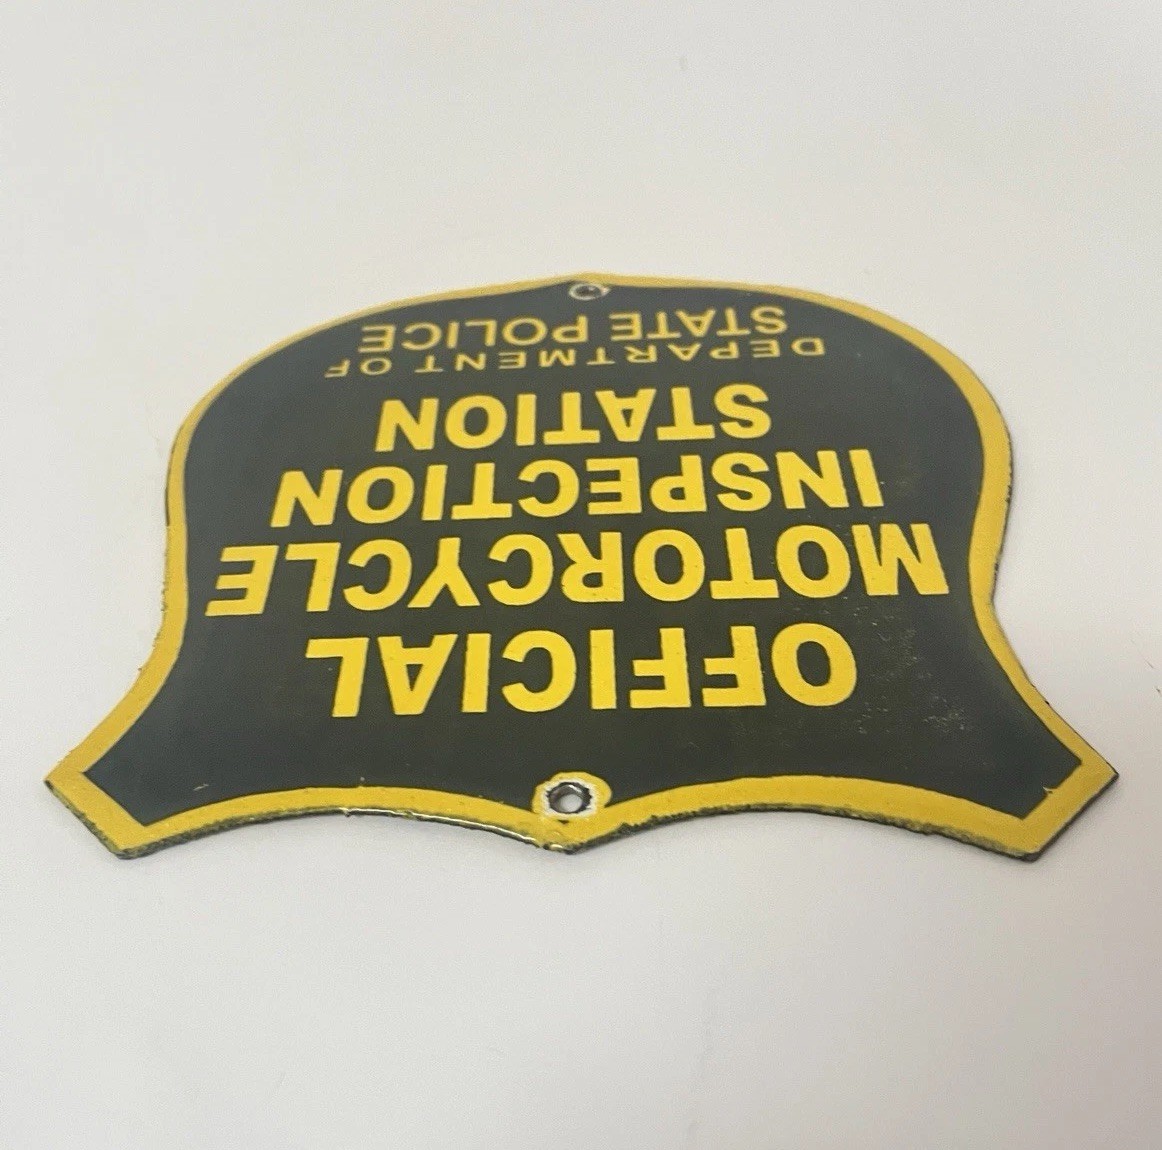 OFFICIAL
MOTORCYCLE
INSPECTION
STATION
DEPARTMENT OF
STATE POLICE